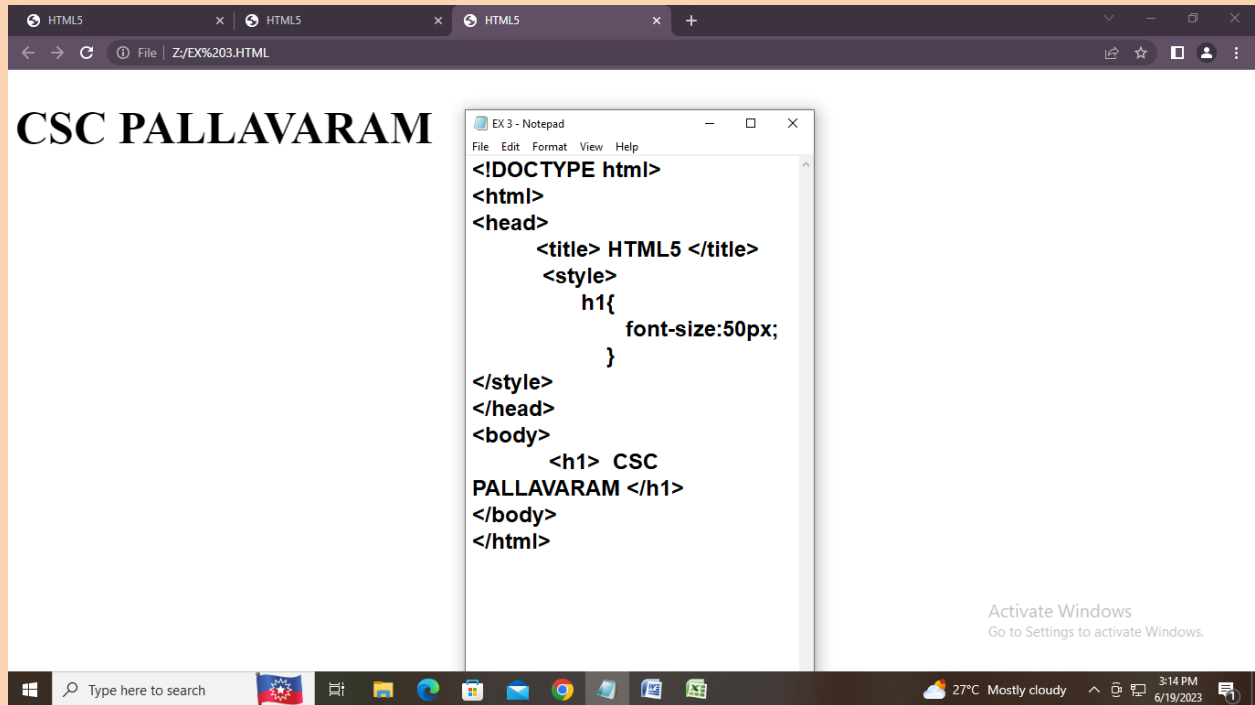 HTML5
HTML5
HTML5
File Z:/EX%203.HTML
CSC PALLAVARAM
EX 3 - Notepad
File Edit Format View Help
<!DOCTYPE html>
<html>
<head>
<title> HTML5 </title>
<style>
h1{
font-size:50px;
}
</style>
</head>
<body>
<h1>  CSC
PALLAVARAM </h1>
</body>
</html>
Activate Windows
Go to Settings to activate Windows.
Type here to search
27°C Mostly cloudy
3:14 PM
6/19/2023
1